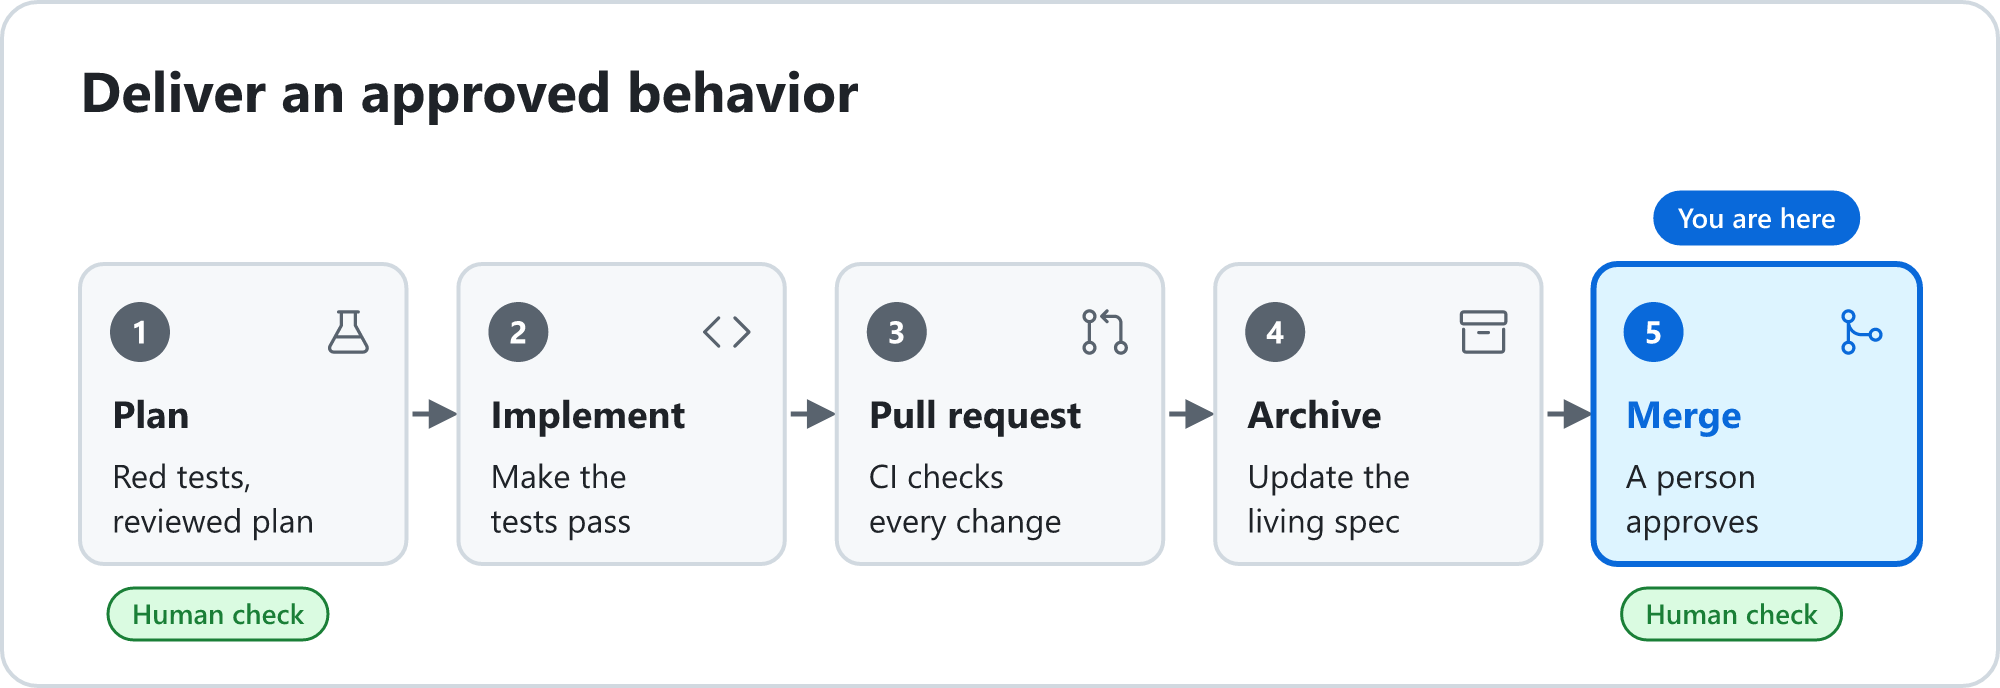 Deliver an approved behavior
You are here
1
Plan
Red tests,
reviewed plan
Human check
2
Implement
Make the
tests pass
3
Pull request
CI checks
every change
4
Archive
Update the
living spec
5
Merge
A person
approves
Human check